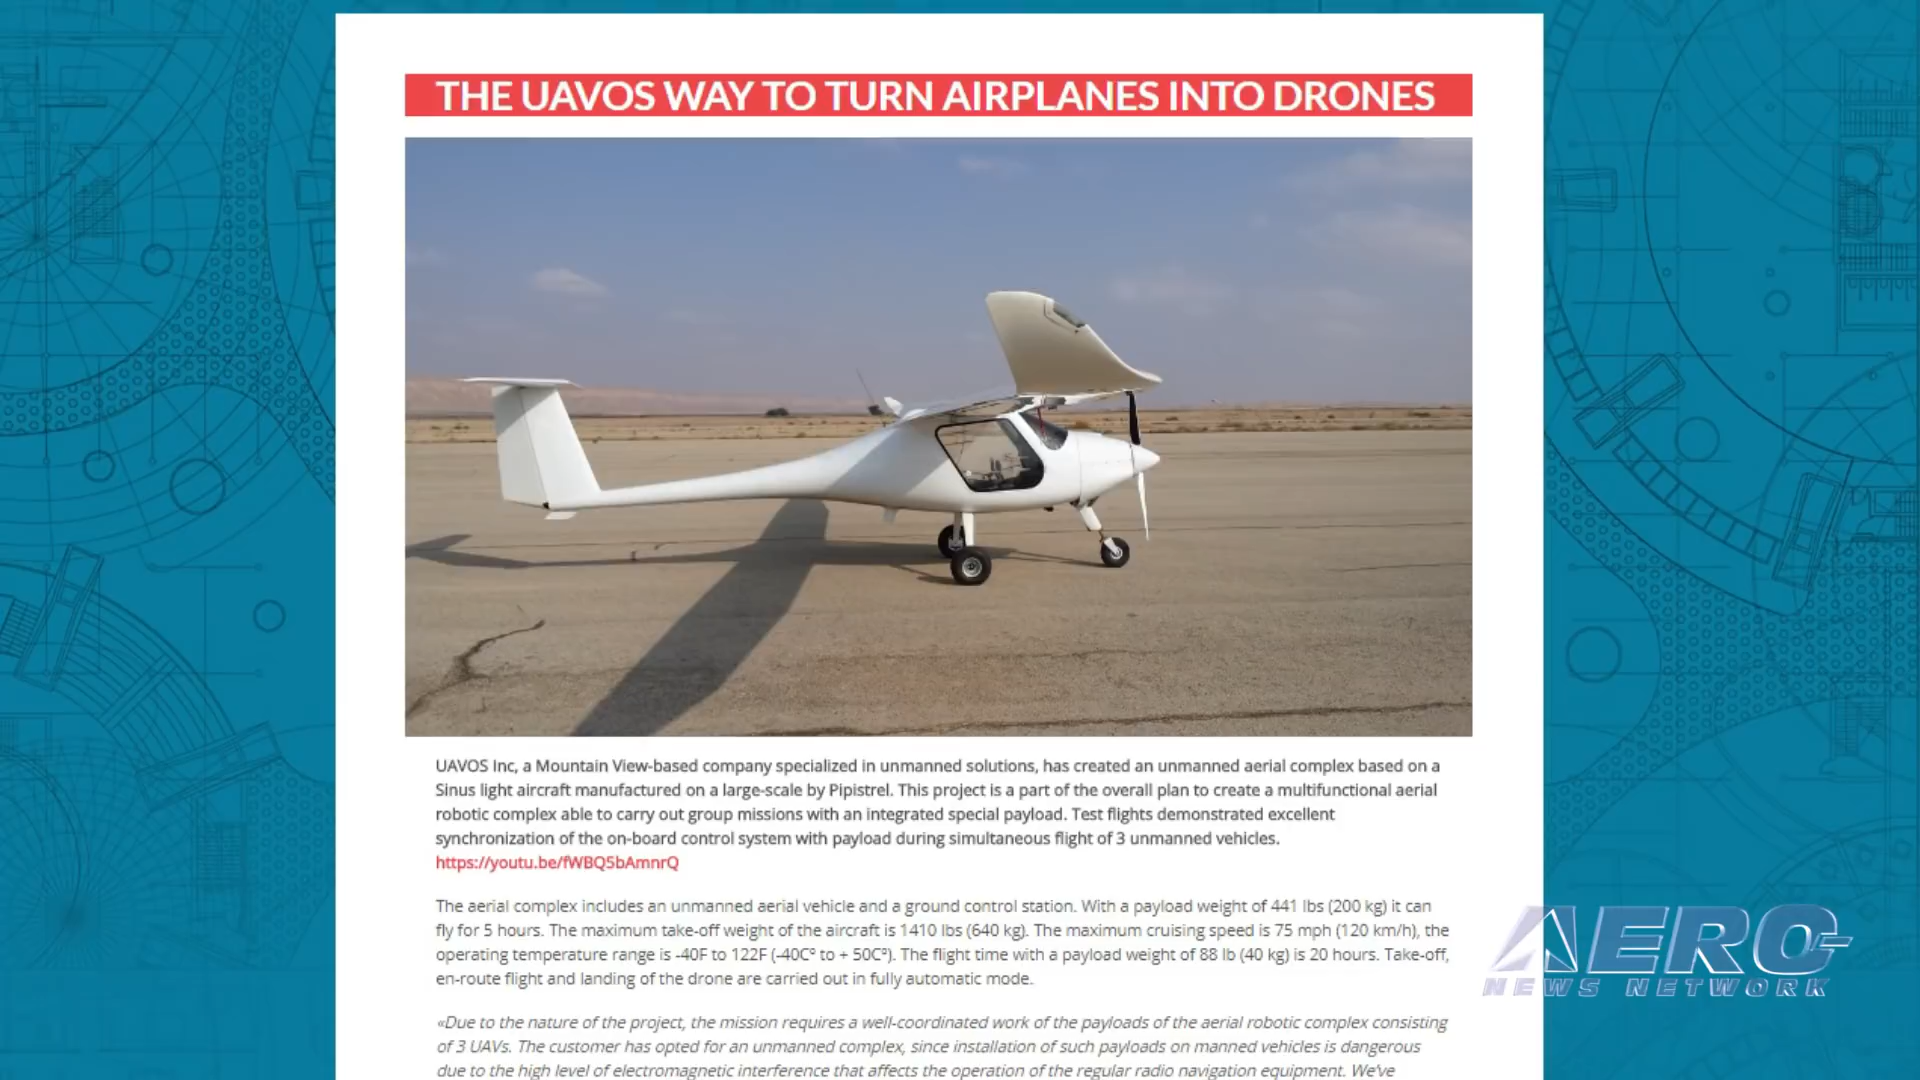 THE UAVOS WAY TO TURN AIRPLANES INTO DRONES
UAVOS Inc, a Mountain View-based company specialized in unmanned solutions, has created an unmanned aerial complex based on a
Sinus light aircraft manufactured on a large-scale by Pipistrel. This project is a part of the overall plan to create a multifunctional aerial
robotic complex able to carry out group missions with an integrated special payload. Test flights demonstrated excellent
synchronization of the on-board control system with payload during simultaneous flight of 3 unmanned vehicles.
https://youtu.be/fWBQ5bAmnrQ
The aerial complex includes an unmanned aerial vehicle and a ground control station. With a payload weight of 441 lbs (200 kg) it can
fly for 5 hours. The maximum take-off weight of the aircraft is 1410 lbs (640 kg). The maximum cruising speed is 75 mph (120 km/h), the
operating temperature range is -40F to 122F (-40C° to + 50C°). The flight time with a payload weight of 88 lb (40 kg) is 20 hours. Take-off,
en-route flight and landing of the drone are carried out in fully automatic mode.
«Due to the nature of the project, the mission requires a well-coordinated work of the payloads of the aerial robotic complex consisting
of 3 UAVs. The customer has opted for an unmanned complex, since installation of such payloads on manned vehicles is dangerous
due to the high level of electromagnetic interference that affects the operation of the regular radio navigation equipment. We've
AERO
NEWS NETWORK